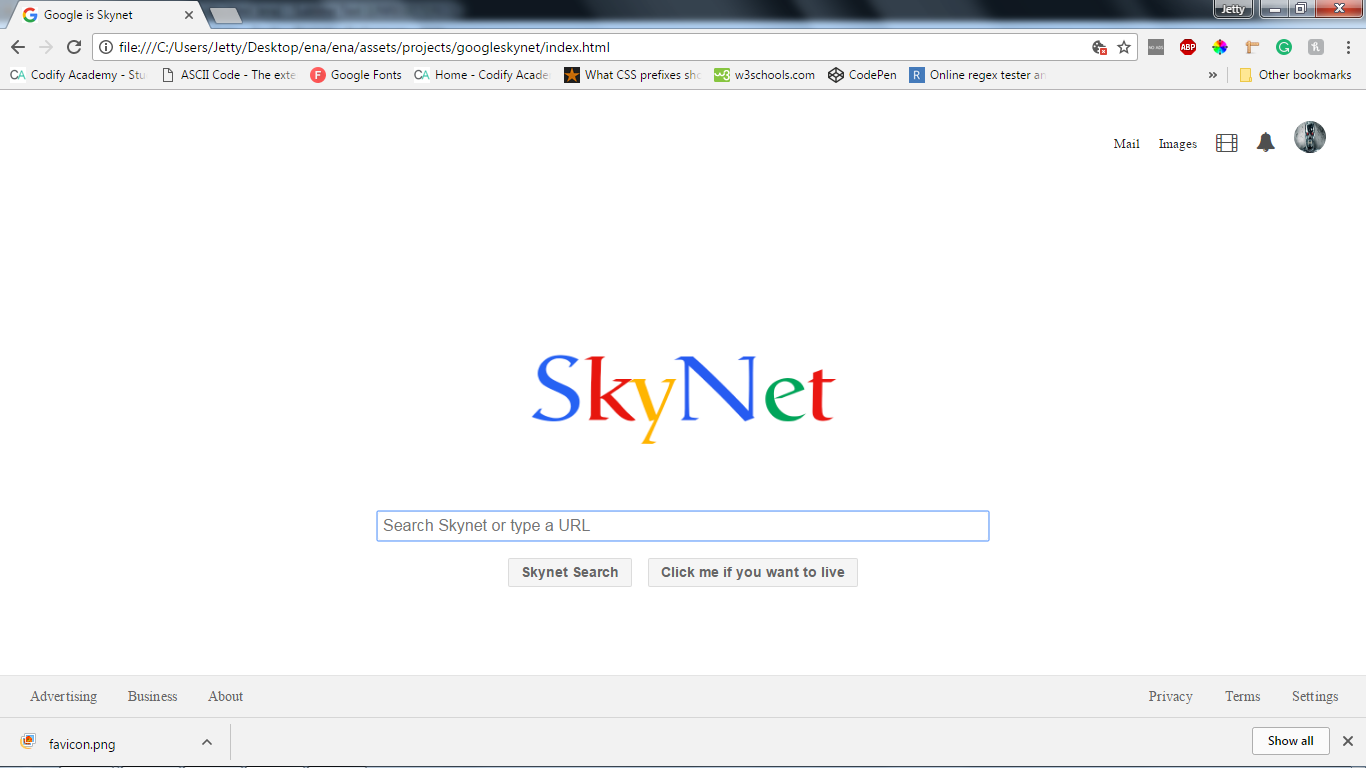 Google is Skynet
Jetty
file:///C:/Users/Jetty/Desktop/ena/ena/assets/projects/googleskynet/index.html
ABP
CA Codify Academy - Stu
ASCII Code - The exte
F Google Fonts
CA Home - Codify Acade
What CSS prefixes sho
w3schools.com
CodePen
R Online regex tester an
»
Other bookmarks
Mail Images
SkyNet
Search Skynet or type a URL
Skynet Search Click me if you want to live
Advertising Business About Privacy Terms Settings
favicon.png Show all